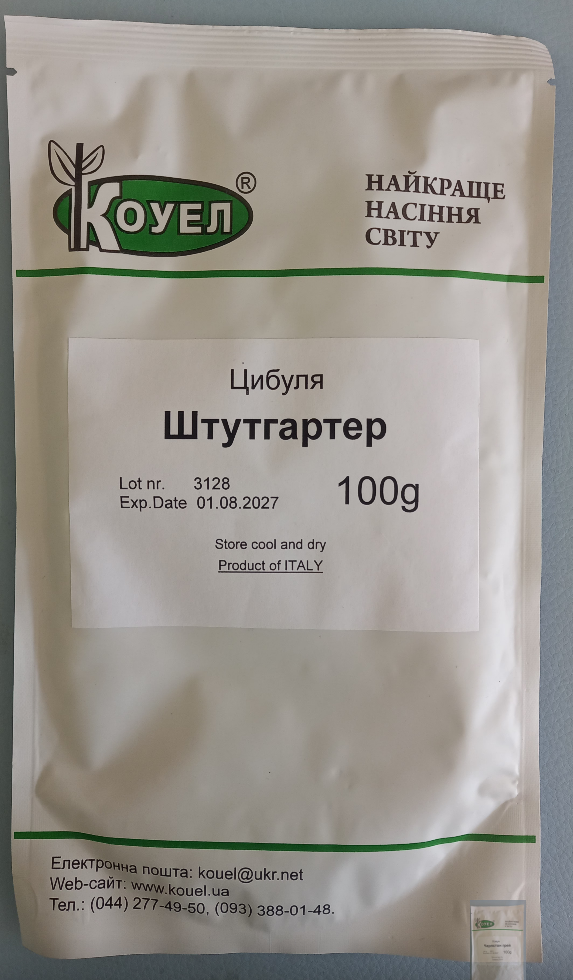 КОУЕЛ®
НАЙКРАЩЕ
НАСІННЯ
СВІТУ
Цибуля
Штутгартер
Lot nr. 3128
Exp.Date 01.08.2027
100g
Store cool and dry
Product of ITALY
Електронна пошта: kouel@ukr.net
Web-сайт: www.kouel.ua
Тел.: (044) 277-49-50, (093) 388-01-48.